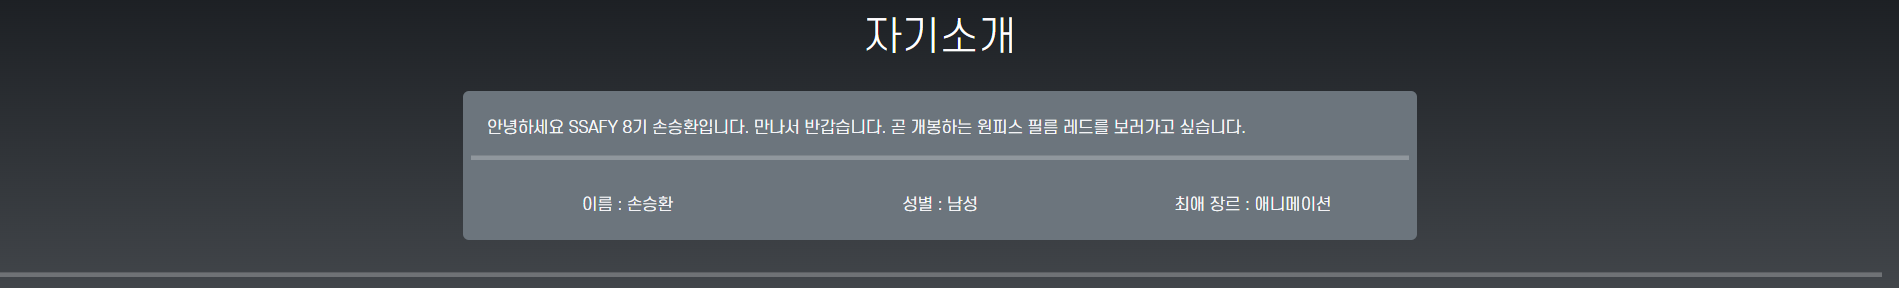 자기소개
안녕하세요 SSAFY 8기 손승환입니다. 만나서 반갑습니다. 곧 개봉하는 원피스 필름 레드를 보러가고 싶습니다.
이름 : 손승환 성별 : 남성 최애 장르 : 애니메이션